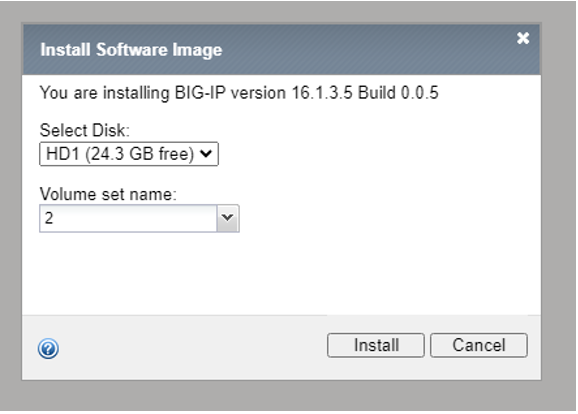 Install Software Image
You are installing BIG-IP version 16.1.3.5 Build 0.0.5
Select Disk:
HD1 (24.3 GB free)
Volume set name:
2
Install Cancel